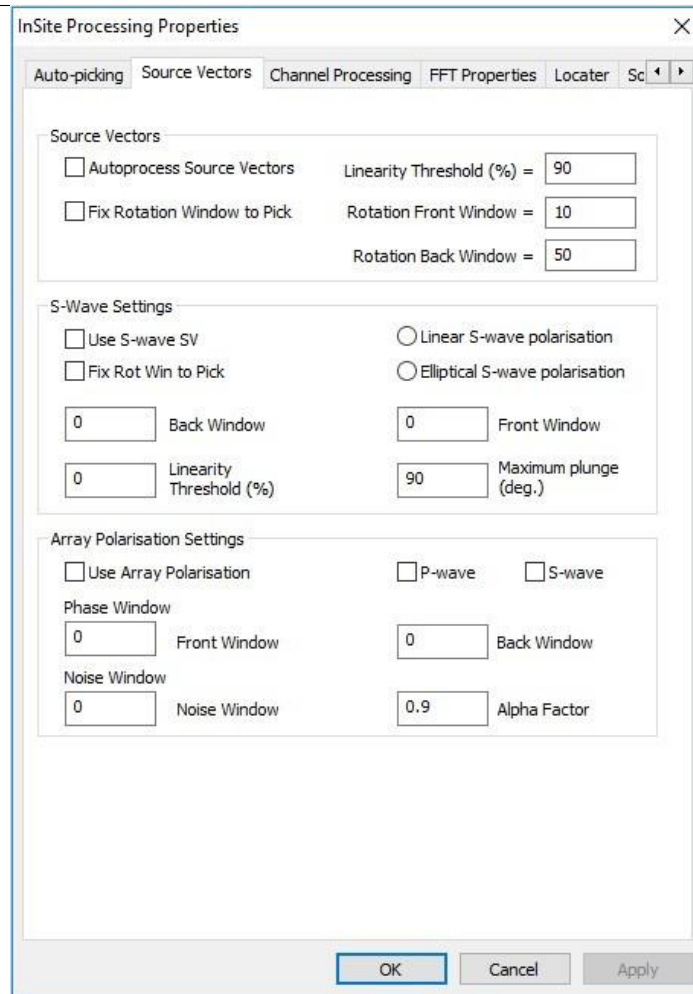 InSite Processing Properties
Auto-picking Source Vectors Channel Processing FFT Properties Locater Sc
Source Vectors
Autoprocess Source Vectors Linearity Threshold (%) = 90
Fix Rotation Window to Pick Rotation Front Window = 10
Rotation Back Window = 50
S-Wave Settings
Use S-wave SV Linear S-wave polarisation
Fix Rot Win to Pick Elliptical S-wave polarisation
0 Back Window 0 Front Window
0 Linearity Threshold (%) 90 Maximum plunge (deg.)
Array Polarisation Settings
Use Array Polarisation P-wave S-wave
Phase Window
0 Front Window 0 Back Window
Noise Window
0 Noise Window 0.9 Alpha Factor
OK Cancel Apply